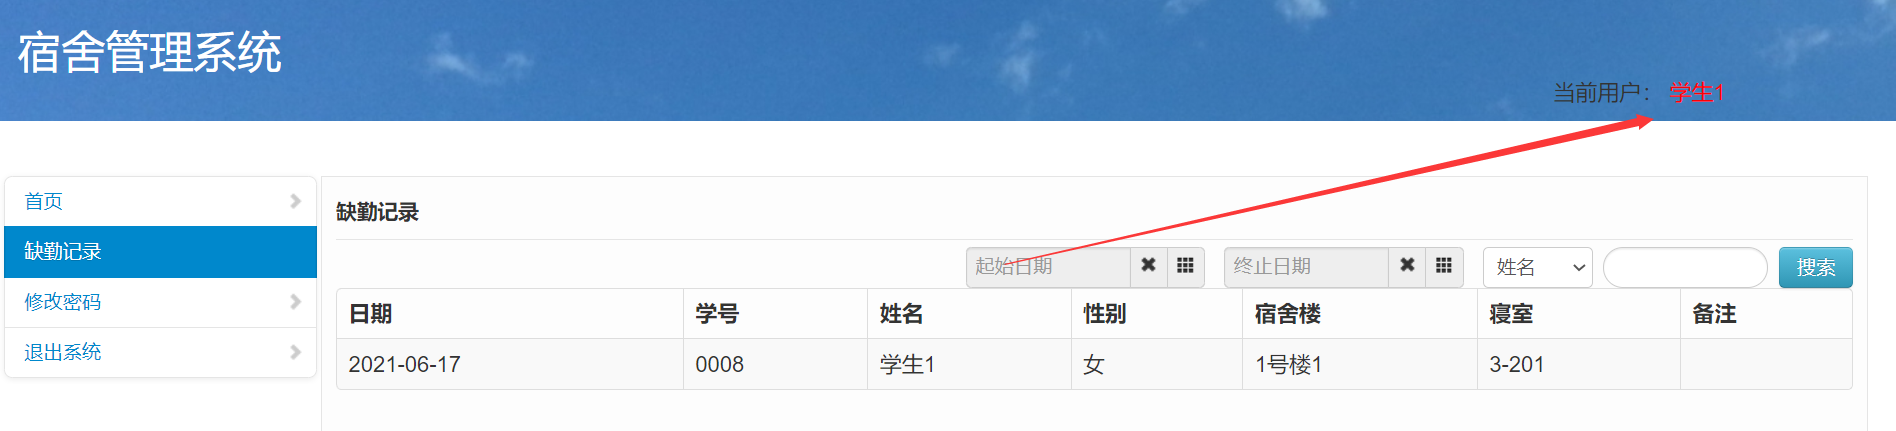 宿舍管理系统
当前用户： 学生1
首页
缺勤记录
修改密码
退出系统
缺勤记录
起始日期 终止日期 姓名 搜索
日期 学号 姓名 性别 宿舍楼 寝室 备注
2021-06-17 0008 学生1 女 1号楼1 3-201